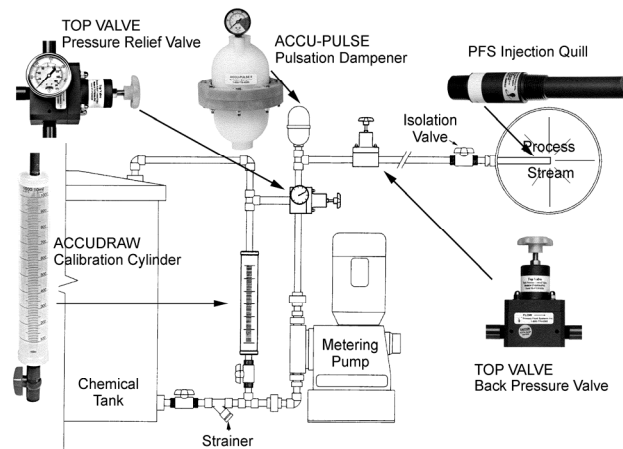 TOP VALVE
Pressure Relief Valve
ACCU-PULSE
Pulsation Dampener
PFS Injection Quill
Isolation
Valve
Process
Stream
ACCUDRAW
Calibration Cylinder
Metering
Pump
TOP VALVE
Back Pressure Valve
Chemical
Tank
Strainer